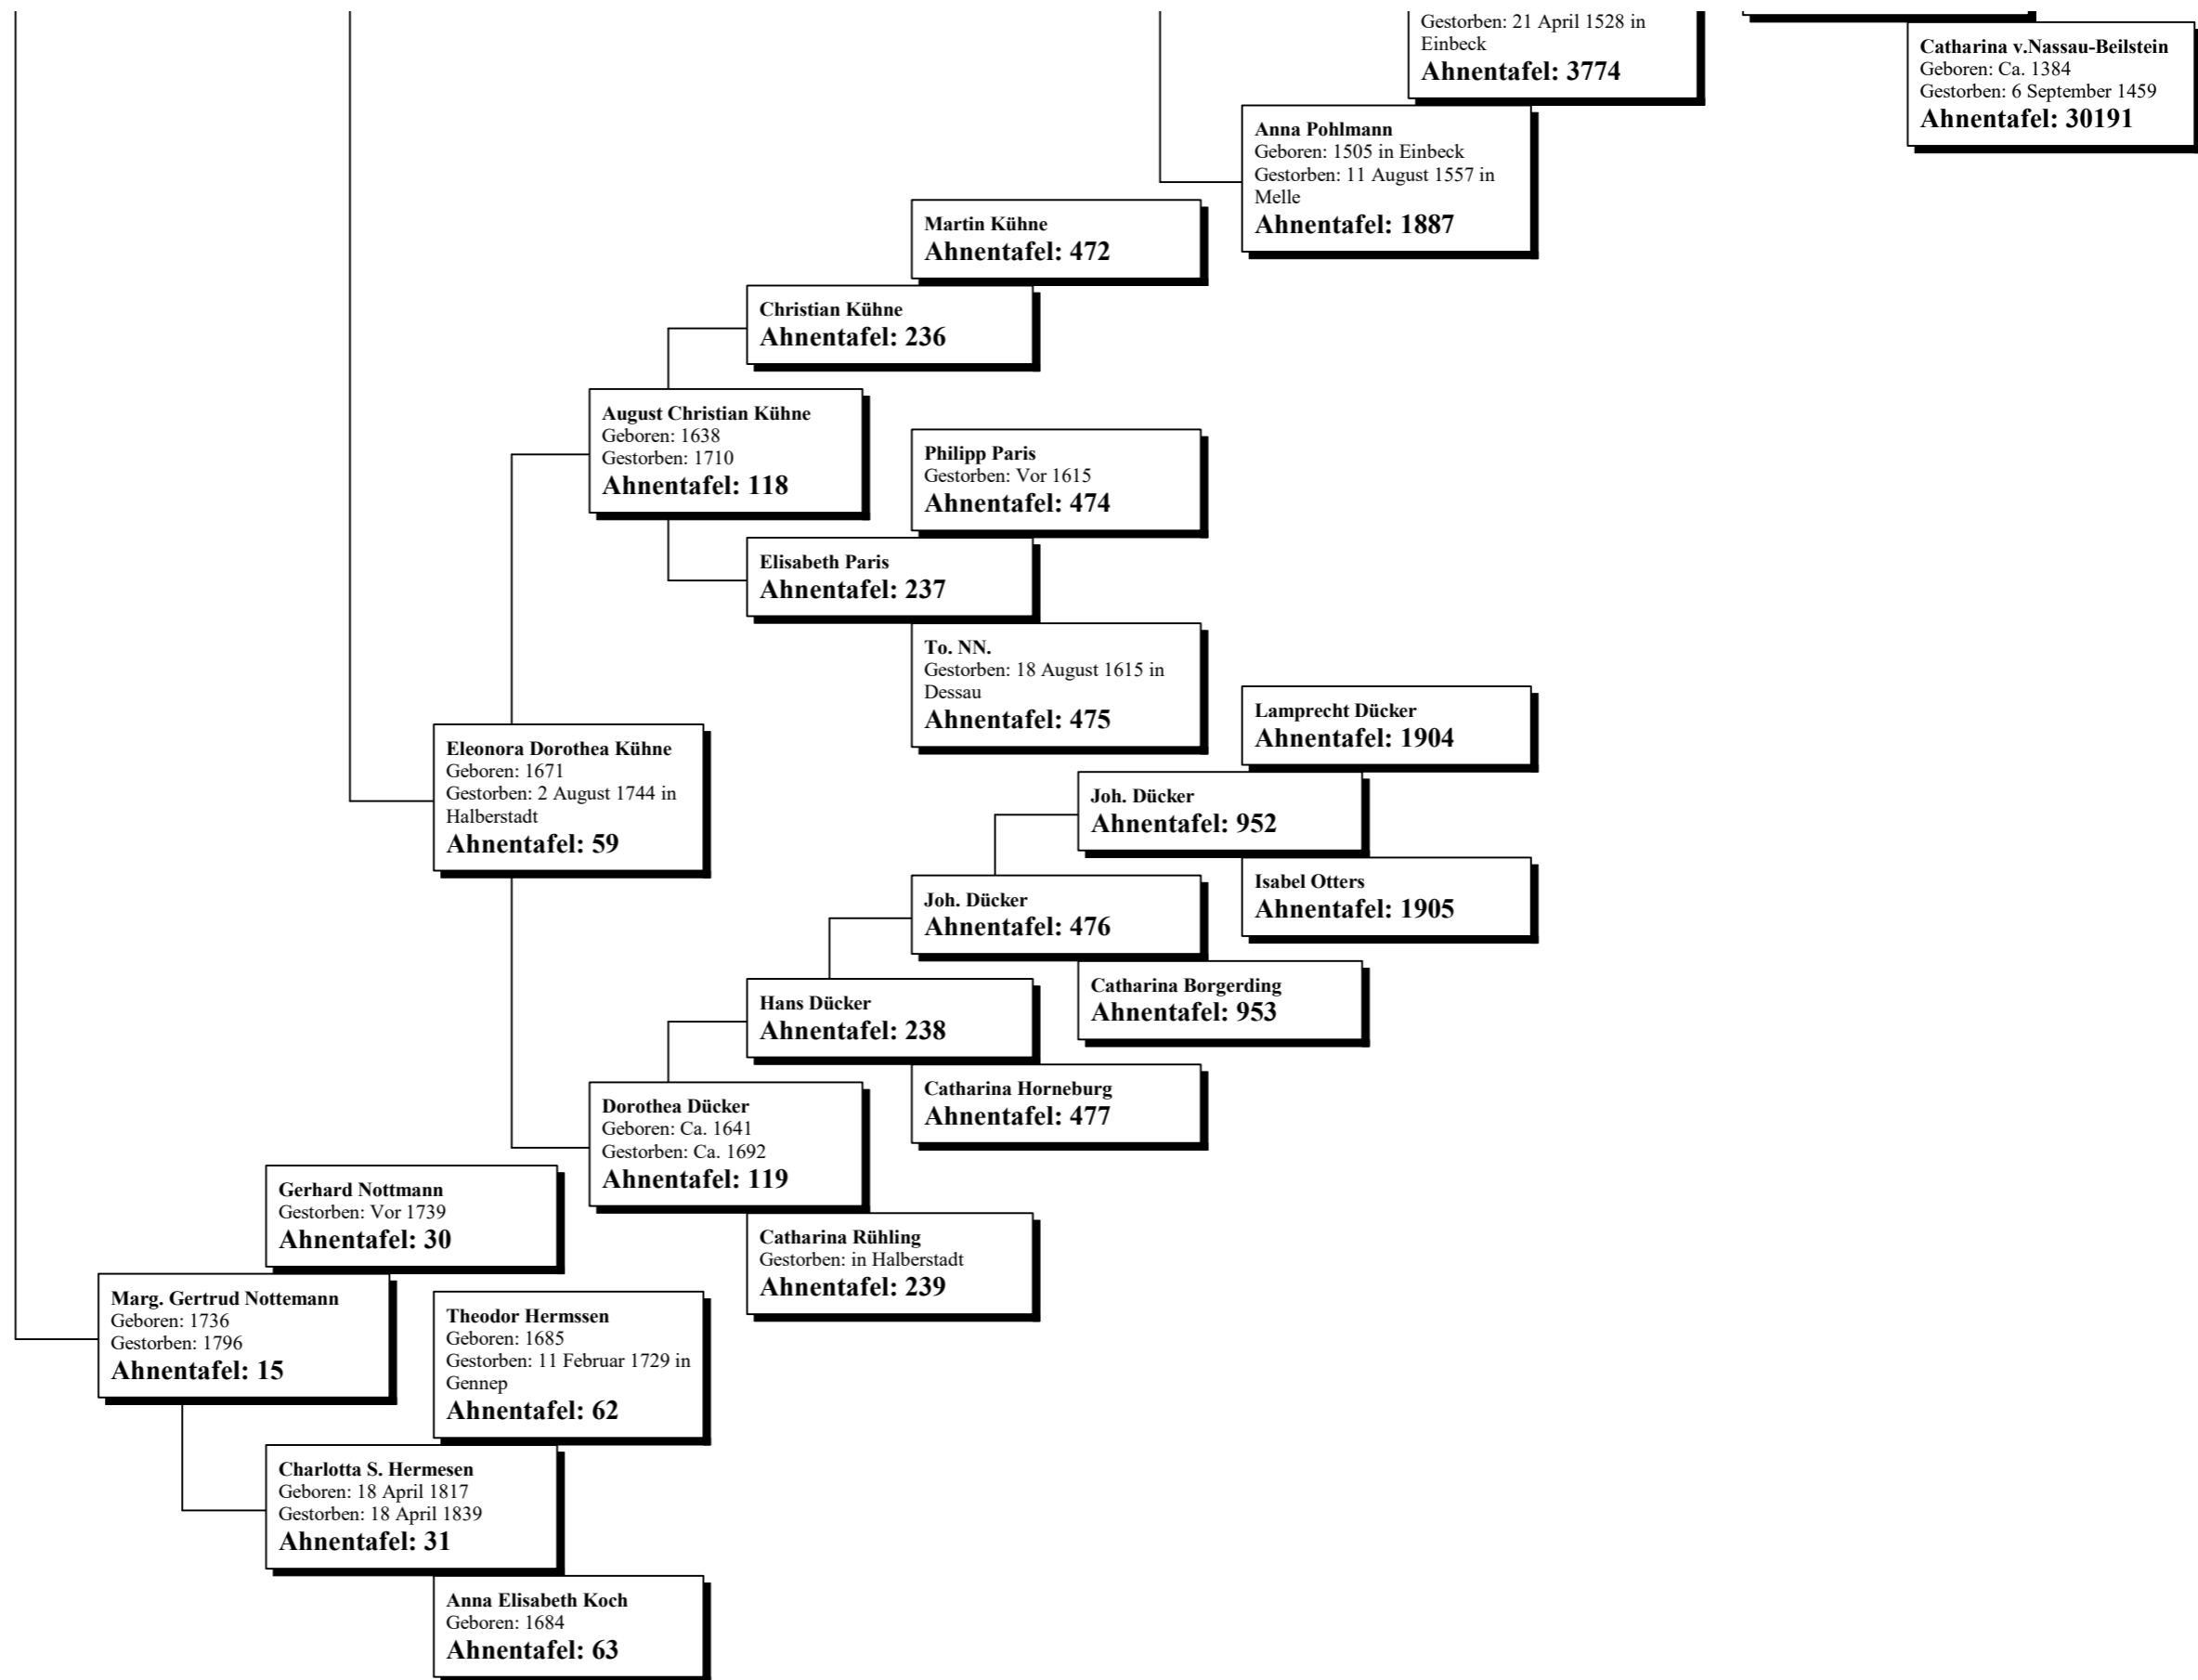 Gestorben: 21 April 1528 in
Einbeck
Ahnentafel: 3774
Catharina v.Nassau-Beilstein
Geboren: Ca. 1384
Gestorben: 6 September 1459
Ahnentafel: 30191
Anna Pohlmann
Geboren: 1505 in Einbeck
Gestorben: 11 August 1557 in
Melle
Ahnentafel: 1887
Martin Kühne
Ahnentafel: 472
Christian Kühne
Ahnentafel: 236
August Christian Kühne
Geboren: 1638
Gestorben: 1710
Ahnentafel: 118
Philipp Paris
Gestorben: Vor 1615
Ahnentafel: 474
Elisabeth Paris
Ahnentafel: 237
To. NN.
Gestorben: 18 August 1615 in
Dessau
Ahnentafel: 475
Lamprecht Dücker
Ahnentafel: 1904
Eleonora Dorothea Kühne
Geboren: 1671
Gestorben: 2 August 1744 in
Halberstadt
Ahnentafel: 59
Joh. Dücker
Ahnentafel: 952
Isabel Otters
Ahnentafel: 1905
Joh. Dücker
Ahnentafel: 476
Catharina Borgerding
Ahnentafel: 953
Hans Dücker
Ahnentafel: 238
Catharina Horneburg
Ahnentafel: 477
Dorothea Dücker
Geboren: Ca. 1641
Gestorben: Ca. 1692
Ahnentafel: 119
Gerhard Nottmann
Gestorben: Vor 1739
Ahnentafel: 30
Catharina Rühling
Gestorben: in Halberstadt
Ahnentafel: 239
Marg. Gertrud Nottemann
Geboren: 1736
Gestorben: 1796
Ahnentafel: 15
Theodor Hermssen
Geboren: 1685
Gestorben: 11 Februar 1729 in
Gennep
Ahnentafel: 62
Charlotta S. Hermesen
Geboren: 18 April 1817
Gestorben: 18 April 1839
Ahnentafel: 31
Anna Elisabeth Koch
Geboren: 1684
Ahnentafel: 63